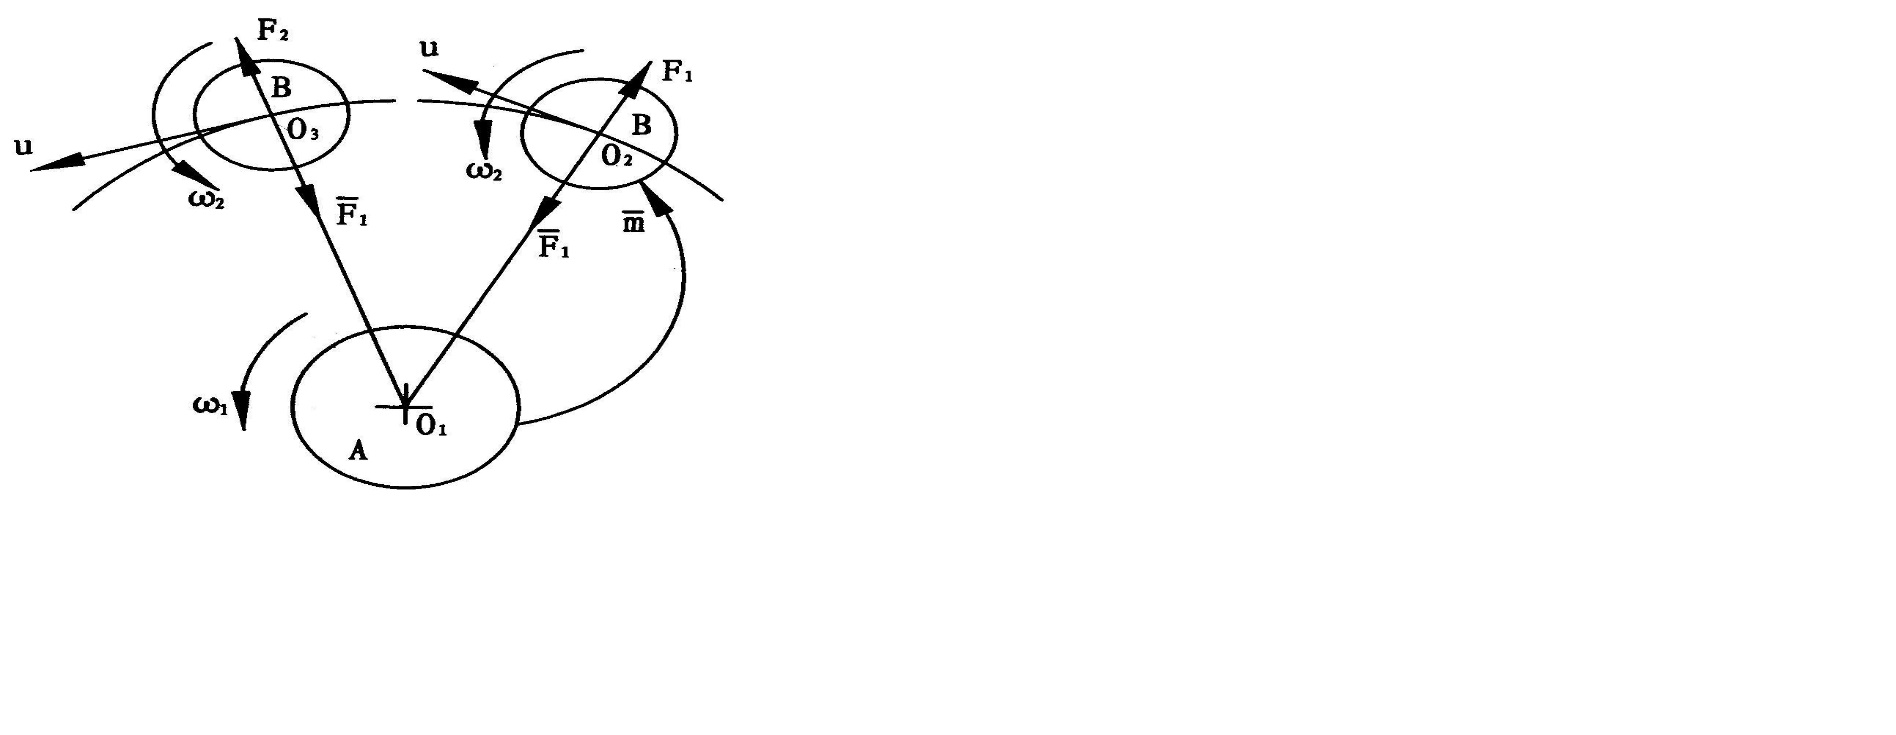 F₂
u
F₁
B
B
O₃
O₂
u
ω₂
ω₂
F̅₁
m̅
F̅₁
ω₁
O₁
A